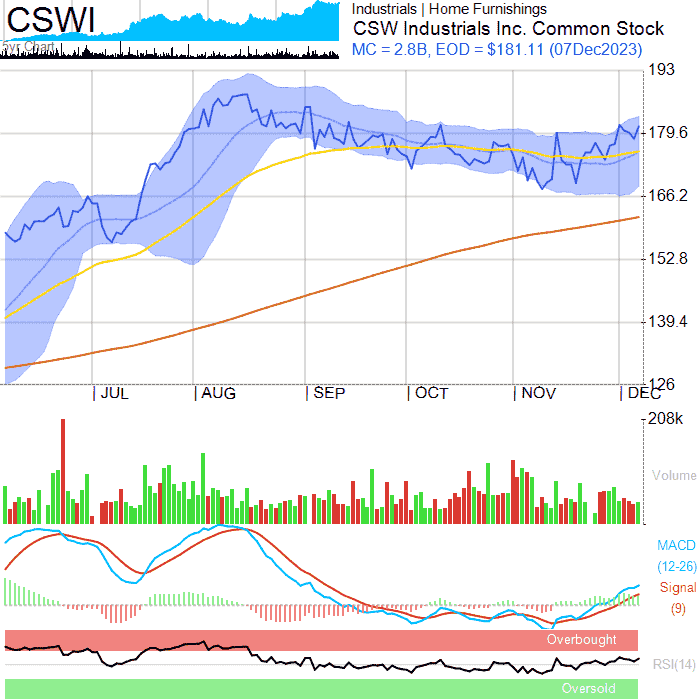 CSWI
Industrials | Home Furnishings
CSW Industrials Inc. Common Stock
MC = 2.8B, EOD = $181.11 (07Dec2023)
5yr Chart
193
179.6
166.2
152.8
139.4
126
JUL
AUG
SEP
OCT
NOV
DEC
208k
Volume
MACD
(12-26)
Signal
(9)
Overbought
RSI(14)
Oversold